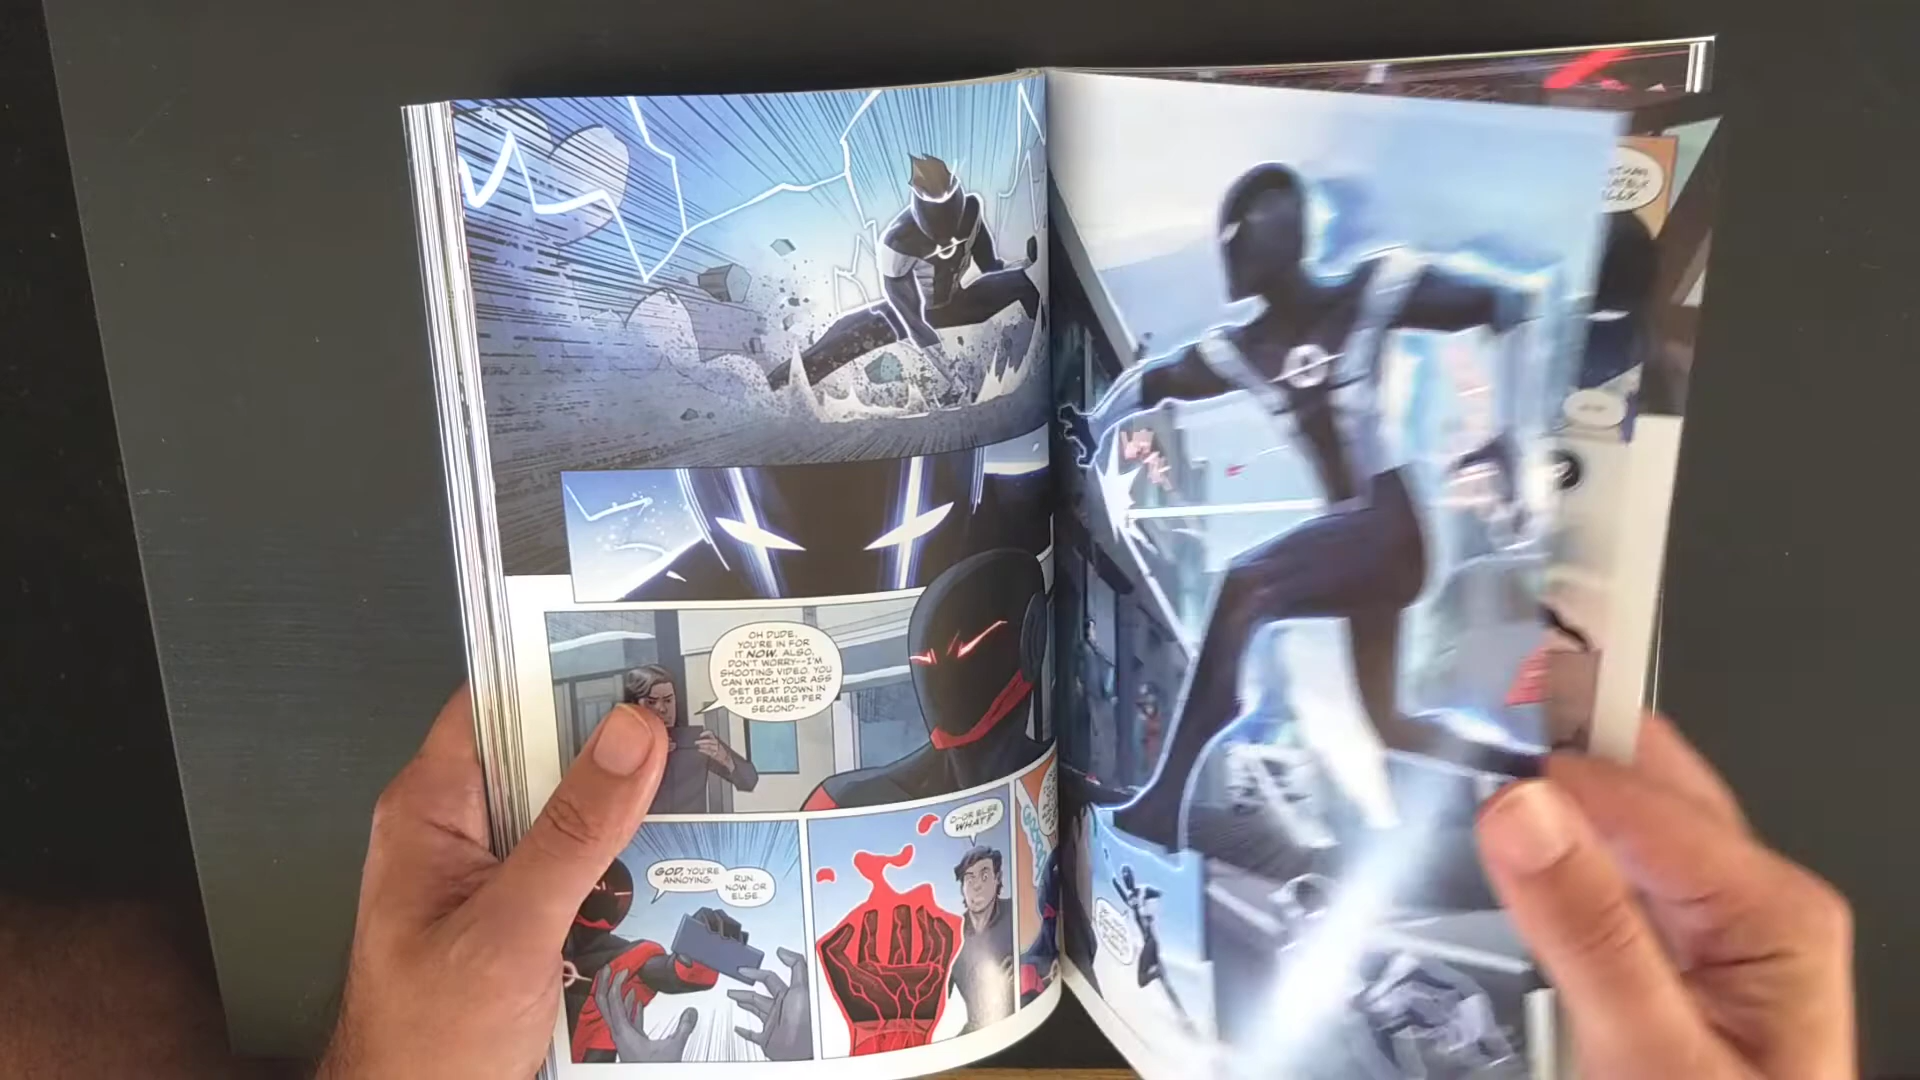 OH DUDE,
YOU'RE IN FOR
IT NOW. ALSO,
DON'T WORRY--I'M
SHOOTING VIDEO. YOU
CAN WATCH YOUR ASS
GET BEAT DOWN IN
120 FRAMES PER
SECOND--
GOD, YOU'RE
ANNOYING.
RUN.
NOW. OR
ELSE.
O-OR ELSE
WHAT?